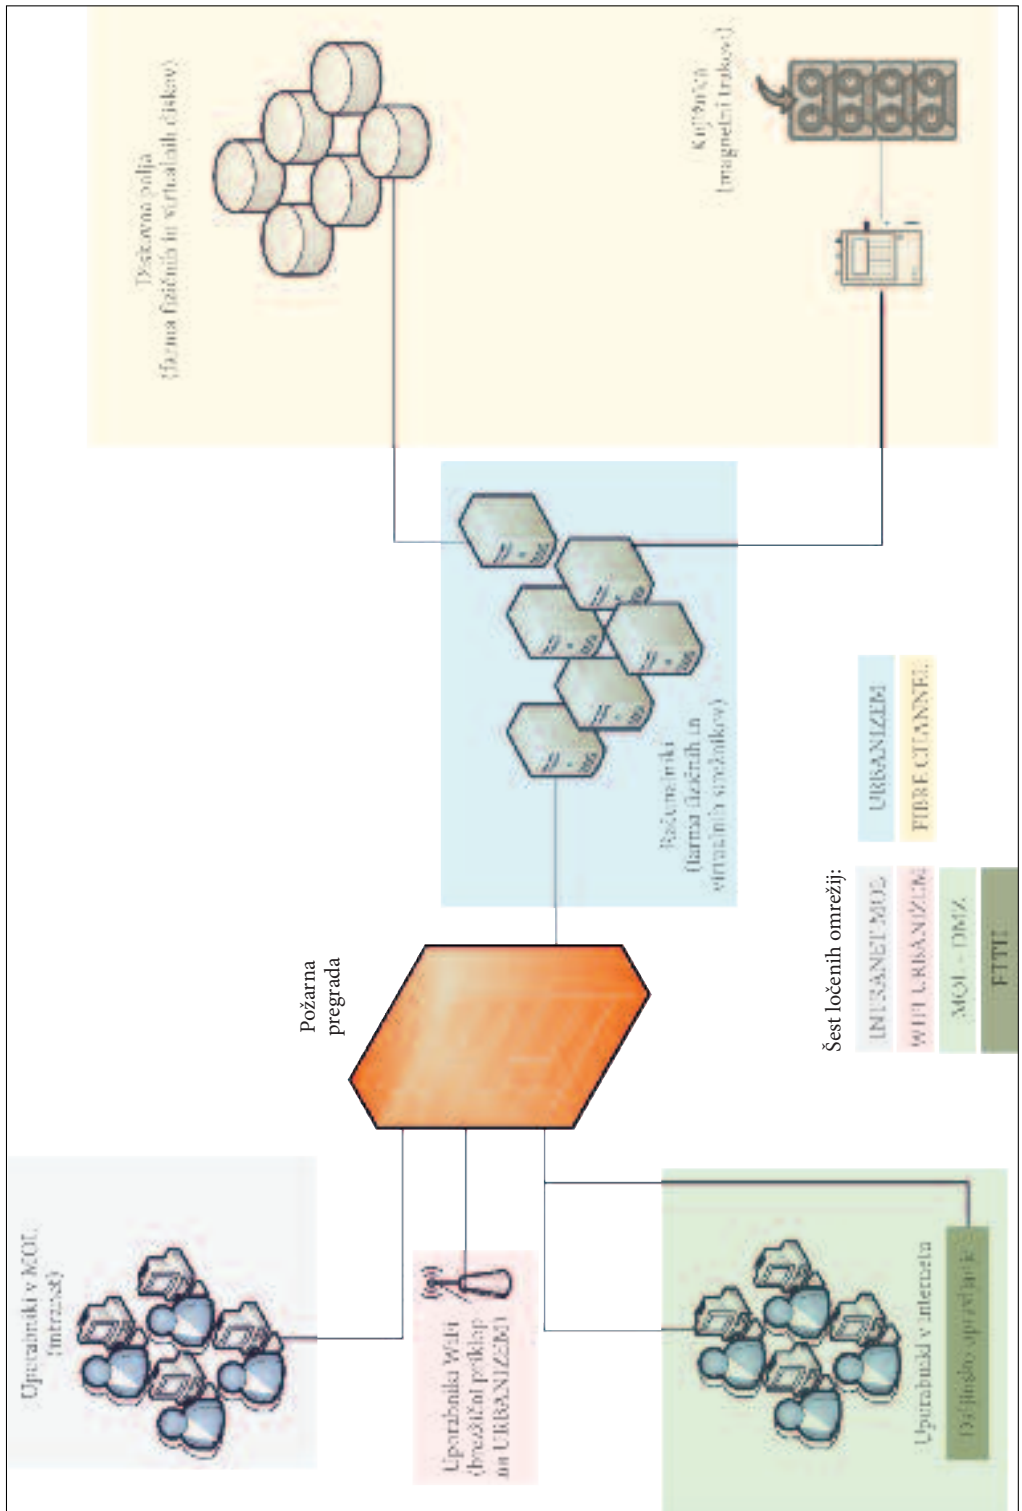 Uporabniki v MOL
(intranet)
Uporabniki WiFi
(brezžični priklop
na URBANIZEM)
Uporabniki v internetu
Daljinsko upravljanje
Požarna
pregrada
Računalniki
(farma fizičnih in
virtualnih strežnikov)
Diskovna polja
(farma fizičnih in virtualnih diskov)
Knjižnica
(magnetni trakovi)
Šest ločenih omrežij:
INTRANET MOL
WIFI URBANIZEM
MOL - DMZ
FTTH
URBANIZEM
FIBRE CHANNEL